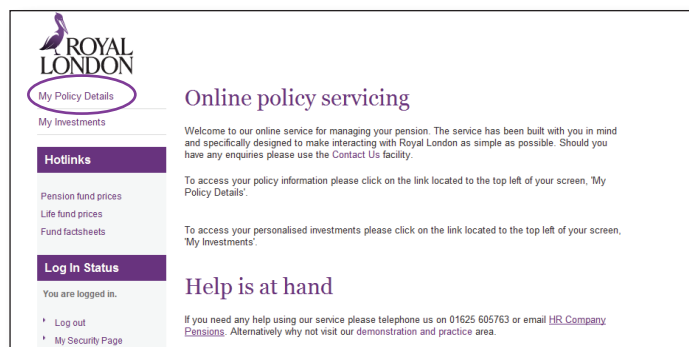 ROYAL
LONDON
My Policy Details
My Investments
Hotlinks
Pension fund prices
Life fund prices
Fund factsheets
Log In Status
You are logged in.
Log out
My Security Page
Online policy servicing
Welcome to our online service for managing your pension. The service has been built with you in mind
and specifically designed to make interacting with Royal London as simple as possible. Should you
have any enquiries please use the Contact Us facility.
To access your policy information please click on the link located to the top left of your screen, 'My
Policy Details'.
To access your personalised investments please click on the link located to the top left of your screen,
'My Investments'.
Help is at hand
If you need any help using our service please telephone us on 01625 605763 or email HR Company
Pensions. Alternatively why not visit our demonstration and practice area.